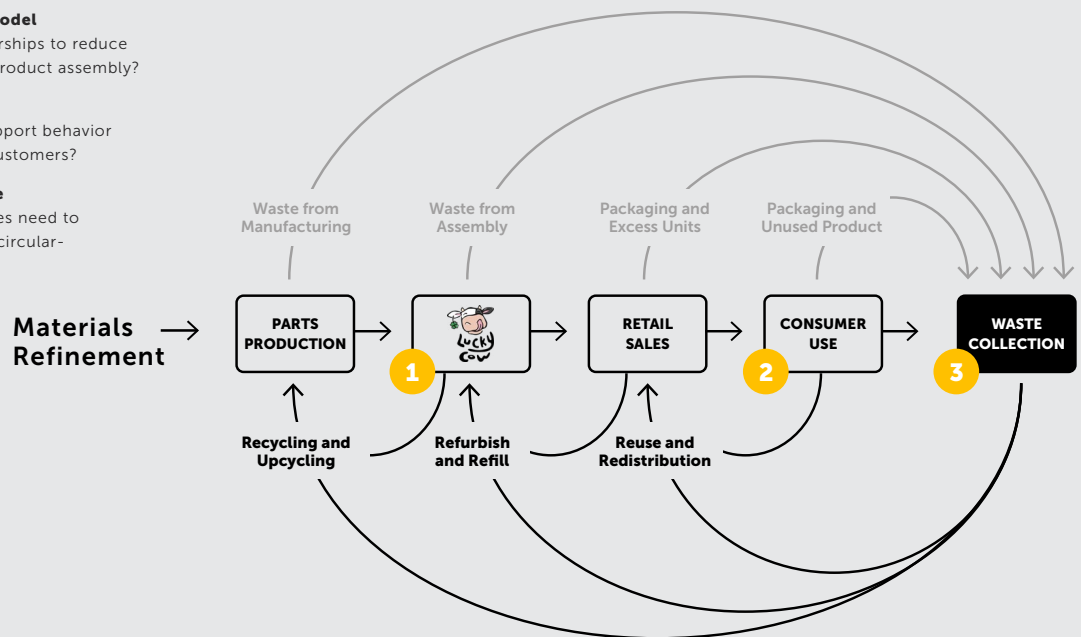 odel
rships to reduce
roduct assembly?
port behavior
ustomers?
e
es need to
circular-
Waste from
Manufacturing
Waste from
Assembly
Packaging and
Excess Units
Packaging and
Unused Product
Materials
Refinement
PARTS
PRODUCTION
Lucky
Cow
RETAIL
SALES
CONSUMER
USE
WASTE
COLLECTION
1
2
3
Recycling and
Upcycling
Refurbish
and Refill
Reuse and
Redistribution